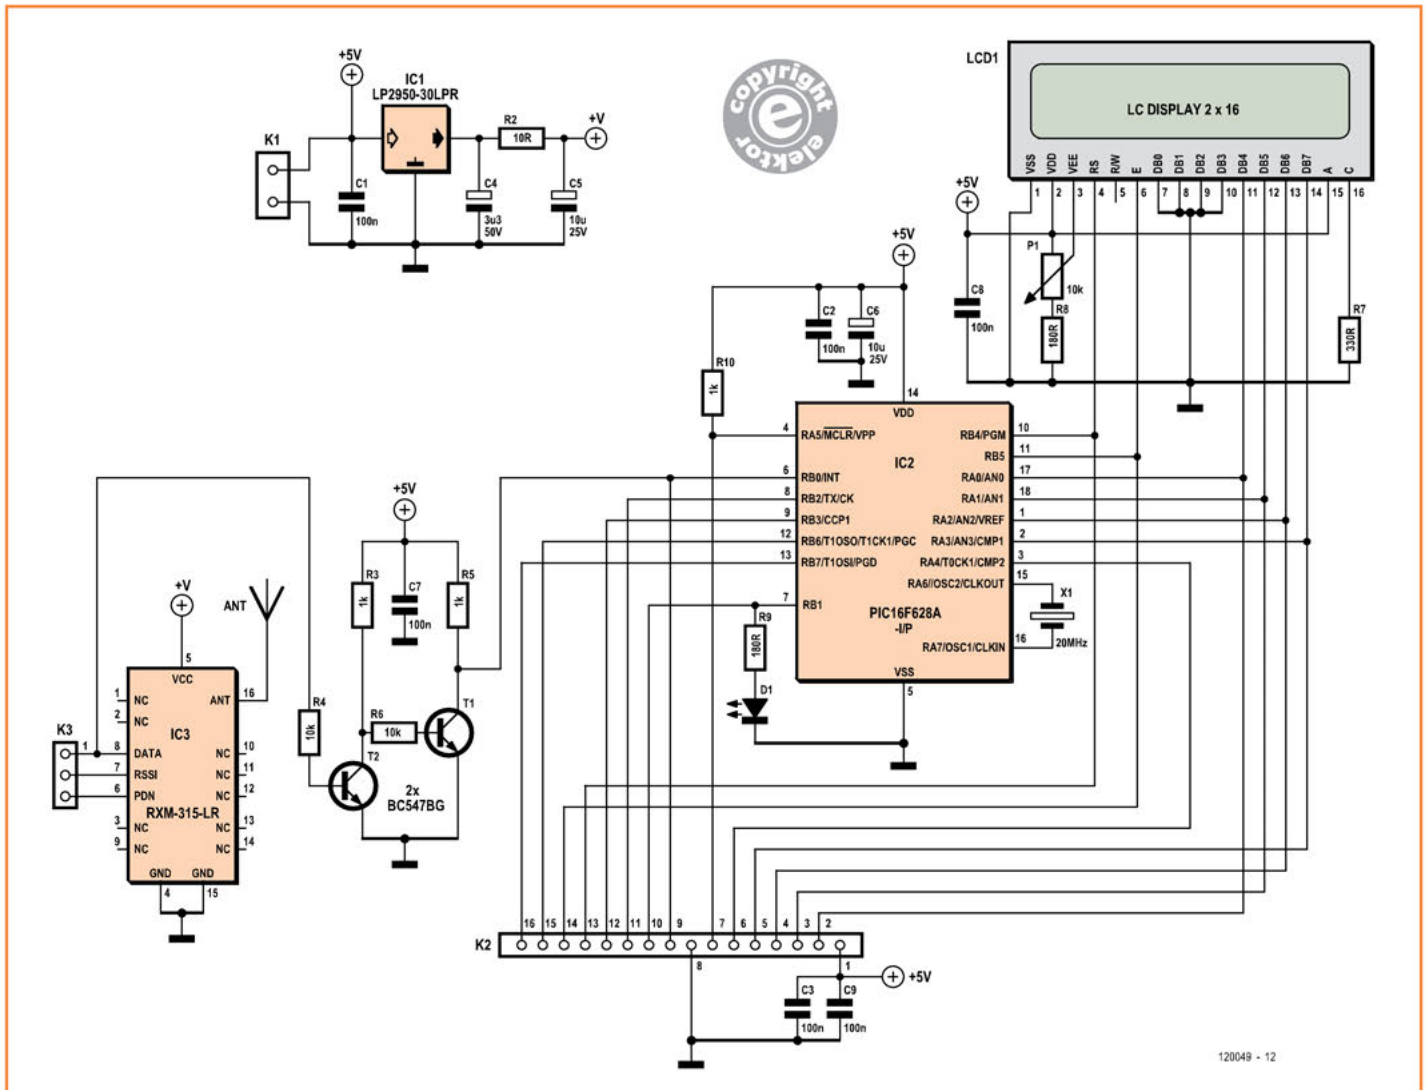 +5V
IC1
LP2950-30LPR
R2
10R
+V
K1
C1
100n
C4
3u3
50V
C5
10u
25V
copyright
e
elektor
LCD1
LC DISPLAY 2 x 16
VSS VDD VEE RS R/W E DB0 DB1 DB2 DB3 DB4 DB5 DB6 DB7 A C
1 2 3 4 5 6 7 8 9 10 11 12 13 14 15 16
+5V
P1
10k
C8
100n
R8
180R
R7
330R
+5V
C2
100n
C6
10u
25V
R10
1k
14
VDD
IC2
PIC16F628A
-I/P
VSS
5
4 RA5/MCLR/VPP
6 RB0/INT
8 RB2/TX/CK
9 RB3/CCP1
12 RB6/T1OSO/T1CK1/PGC
13 RB7/T1OSI/PGD
7 RB1
RB4/PGM 10
RB5 11
RA0/AN0 17
RA1/AN1 18
RA2/AN2/VREF 1
RA3/AN3/CMP1 2
RA4/T0CK1/CMP2 3
RA6//OSC2/CLKOUT 15
RA7/OSC1/CLKIN 16
X1
20MHz
R9
180R
D1
+5V
R3
1k
C7
100n
R5
1k
R4
10k
R6
10k
T1
T2
2x
BC547BG
+V
ANT
5
VCC
1 NC
2 NC
ANT 16
IC3
K3
1
8 DATA
7 RSSI
6 PDN
RXM-315-LR
3 NC
9 NC
NC 10
NC 11
NC 12
NC 13
NC 14
GND GND
4 15
K2
16 15 14 13 12 11 10 9 7 6 5 4 3 2
8 1
+5V
C3
100n
C9
100n
120049 - 12